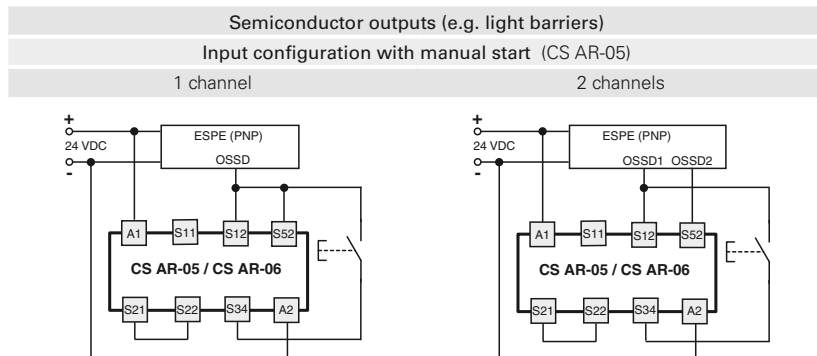 Semiconductor outputs (e.g. light barriers)
Input configuration with manual start (CS AR-05)
1 channel
2 channels
+
24 VDC
-
ESPE (PNP)
OSSD
A1
S11
S12
S52
CS AR-05 / CS AR-06
S21
S22
S34
A2
+
24 VDC
-
ESPE (PNP)
OSSD1 OSSD2
A1
S11
S12
S52
CS AR-05 / CS AR-06
S21
S22
S34
A2